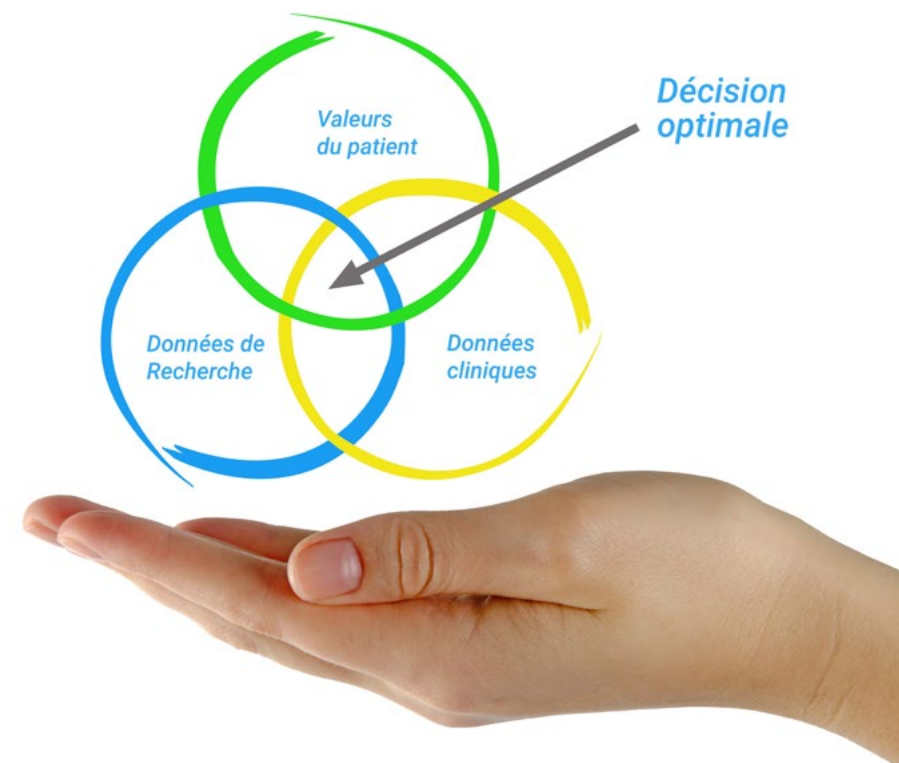 Valeurs
du patient
Décision
optimale
Données de
Recherche
Données
cliniques